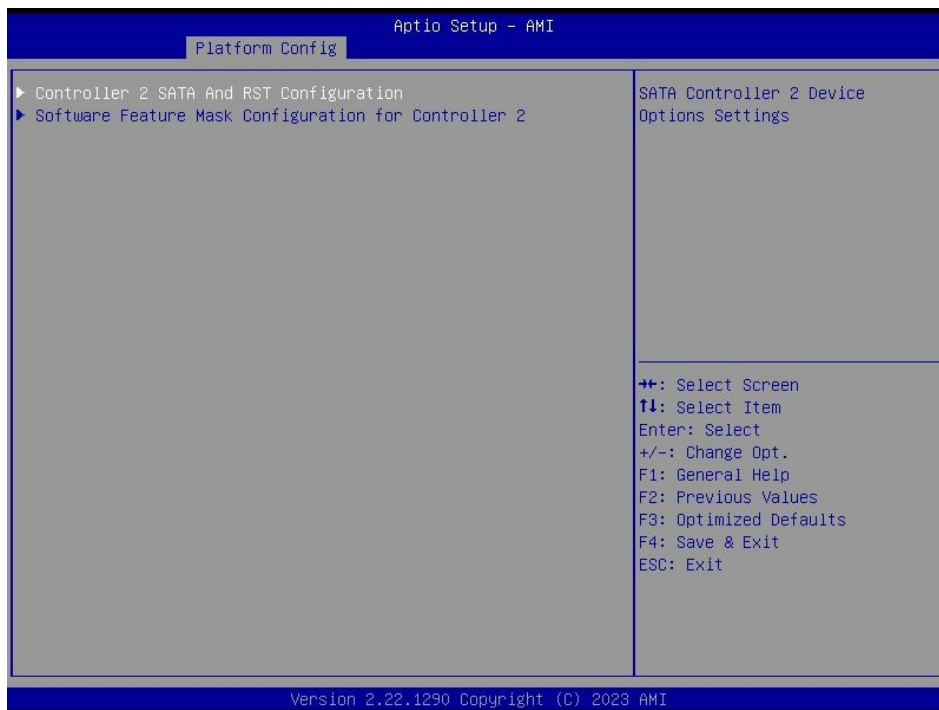 Aptio Setup – AMI
Platform Config
▶ Controller 2 SATA And RST Configuration
▶ Software Feature Mask Configuration for Controller 2
SATA Controller 2 Device
Options Settings
→←: Select Screen
↑↓: Select Item
Enter: Select
+/-: Change Opt.
F1: General Help
F2: Previous Values
F3: Optimized Defaults
F4: Save & Exit
ESC: Exit
Version 2.22.1290 Copyright (C) 2023 AMI